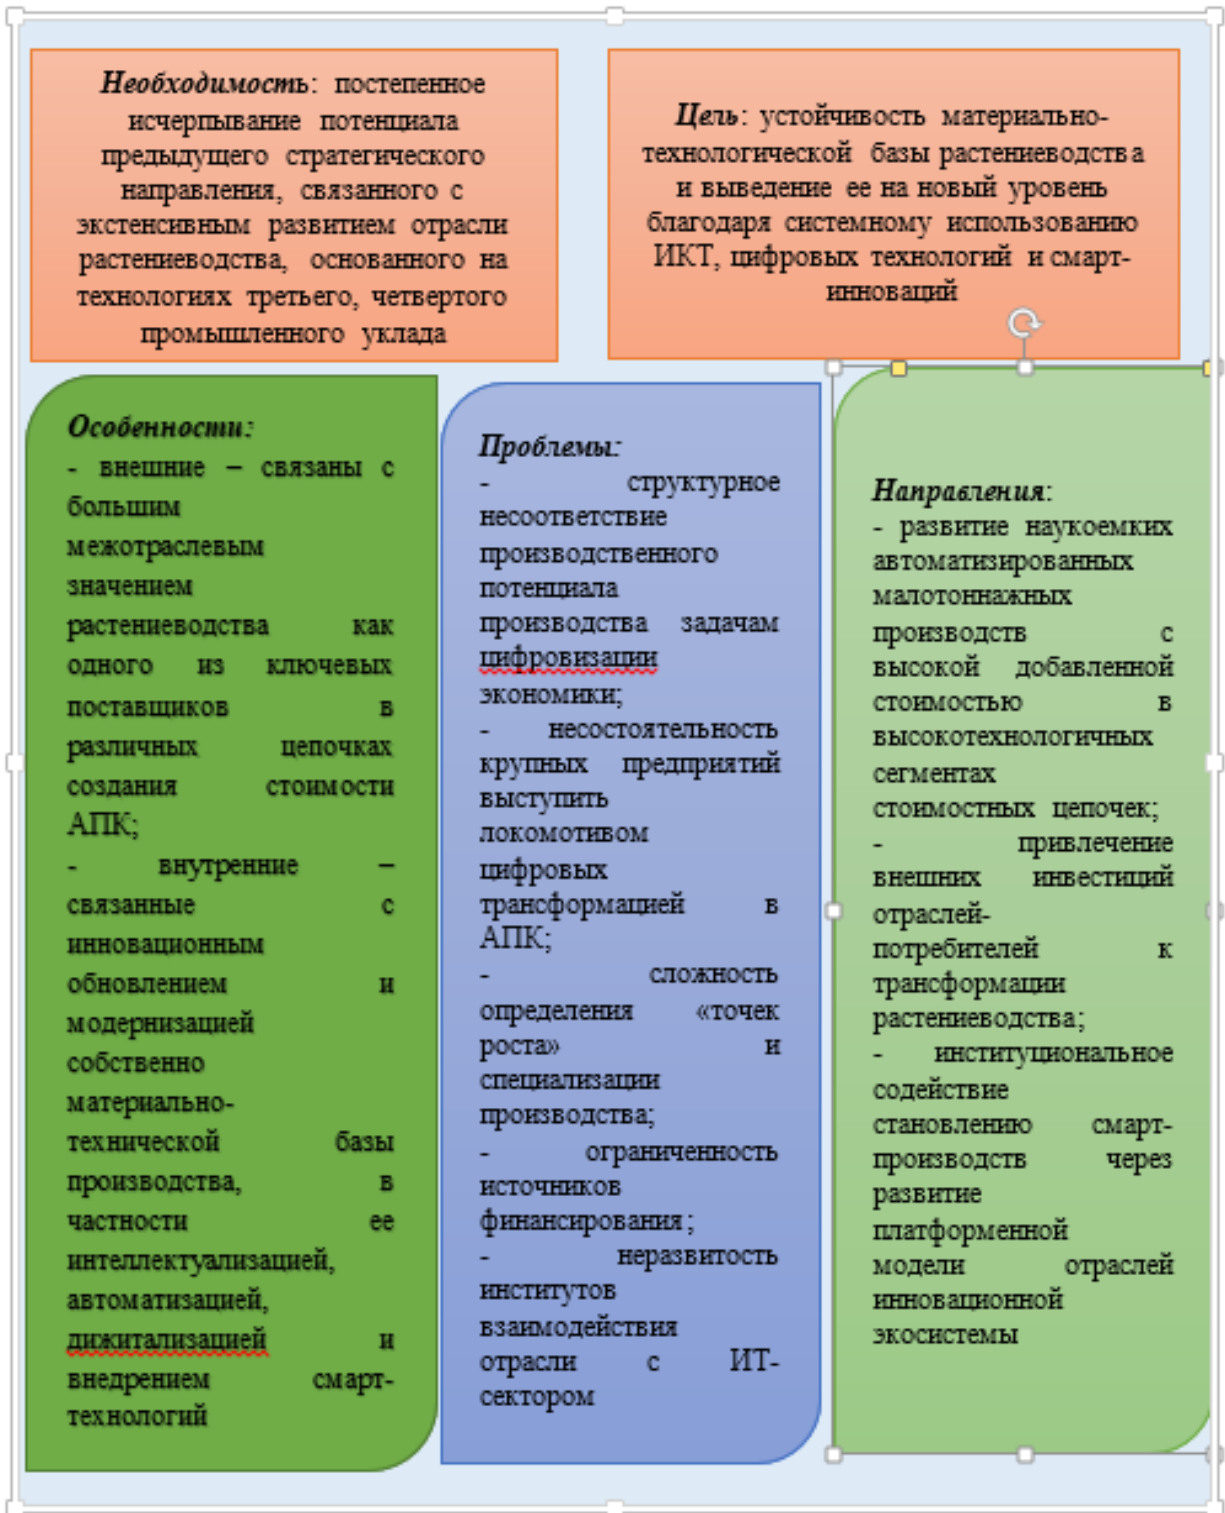 Необходимость: постепенное
исчерпывание потенциала
предыдущего стратегического
направления, связанного с
экстенсивным развитием отрасли
растениеводства, основанного на
технологиях третьего, четвертого
промышленного уклада
Цель: устойчивость материально-
технологической базы растениеводства
и выведение ее на новый уровень
благодаря системному использованию
ИКТ, цифровых технологий и смарт-
инноваций
Особенности:
- внешние – связаны с
большим
межотраслевым
значением
растениеводства как
одного из ключевых
поставщиков в
различных цепочках
создания стоимости
АПК;
- внутренние –
связанные с
инновационным
обновлением и
модернизацией
собственно
материально-
технической базы
производства, в
частности ее
интеллектуализацией,
автоматизацией,
дижитализацией и
внедрением смарт-
технологий
Проблемы:
- структурное
несоответствие
производственного
потенциала
производства задачам
цифровизации
экономики;
- несостоятельность
крупных предприятий
выступить
локомотивом
цифровых
трансформацией в
АПК;
- сложность
определения «точек
роста» и
специализации
производства;
- ограниченность
источников
финансирования;
- неразвитость
институтов
взаимодействия
отрасли с ИТ-
сектором
Направления:
- развитие наукоемких
автоматизированных
малотоннажных
производств с
высокой добавленной
стоимостью в
высокотехнологичных
сегментах
стоимостных цепочек;
- привлечение
внешних инвестиций
отраслей-
потребителей к
трансформации
растениеводства;
- институциональное
содействие
становлению смарт-
производств через
развитие
платформенной
модели отраслей
инновационной
экосистемы